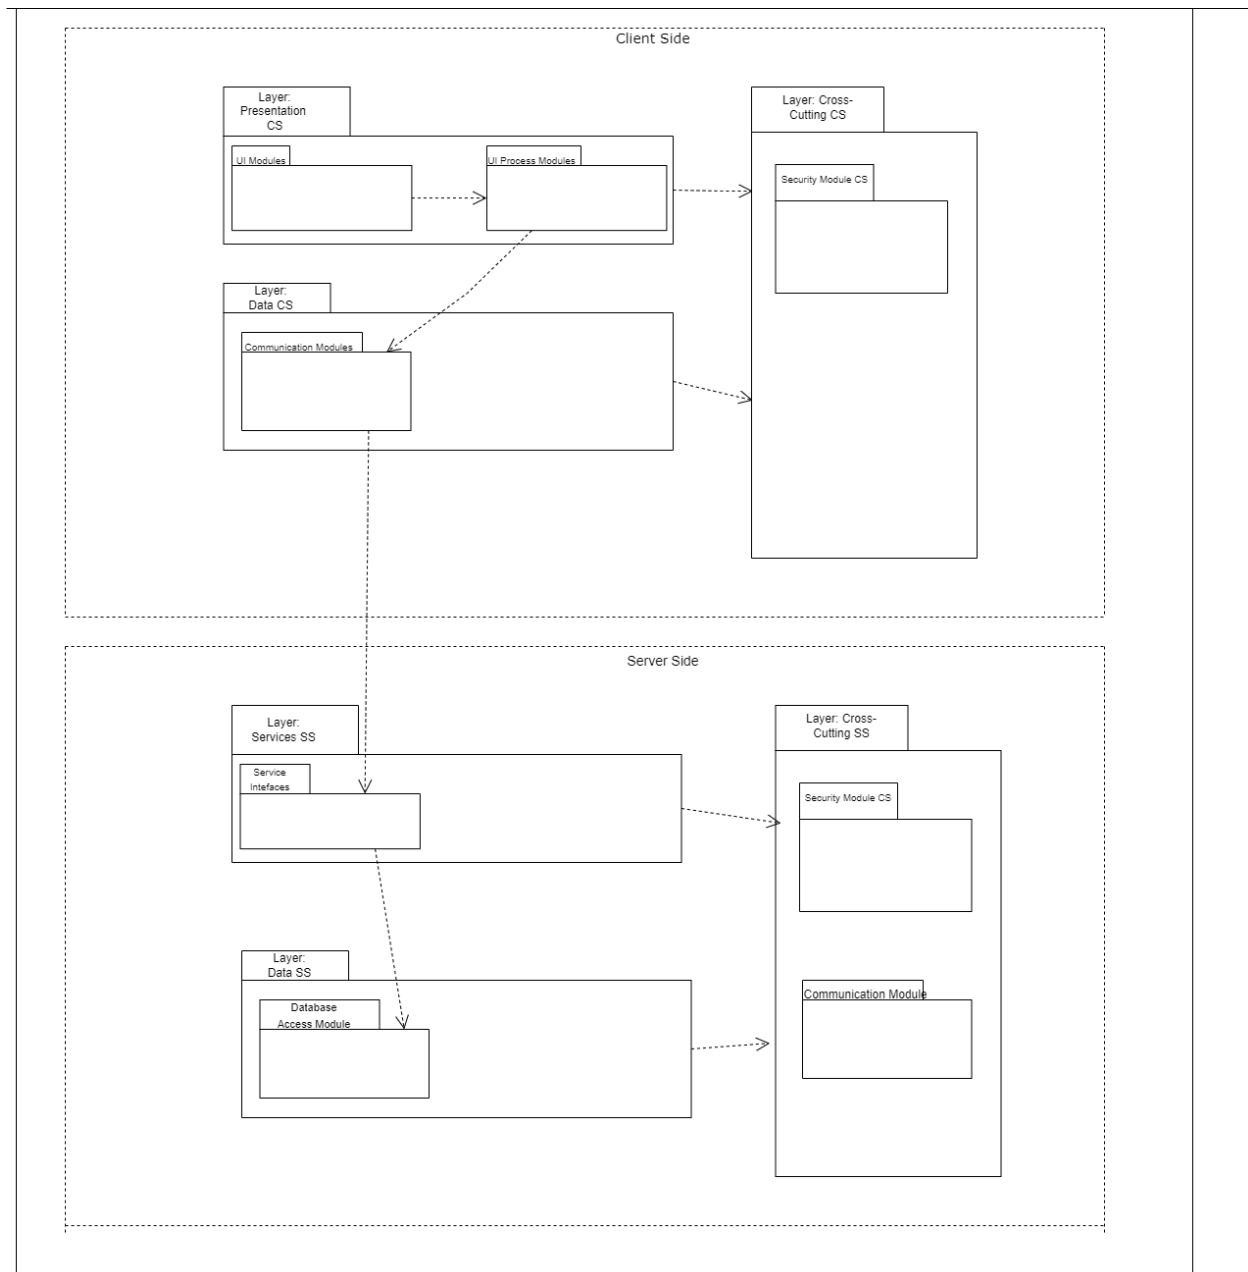 Client Side
Layer:
Presentation
CS
Layer: Cross-
Cutting CS
UI Modules
UI Process Modules
Security Module CS
Layer:
Data CS
Communication Modules
Server Side
Layer:
Services SS
Layer: Cross-
Cutting SS
Service
Intefaces
Security Module CS
Layer:
Data SS
Database
Access Module
Communication Module